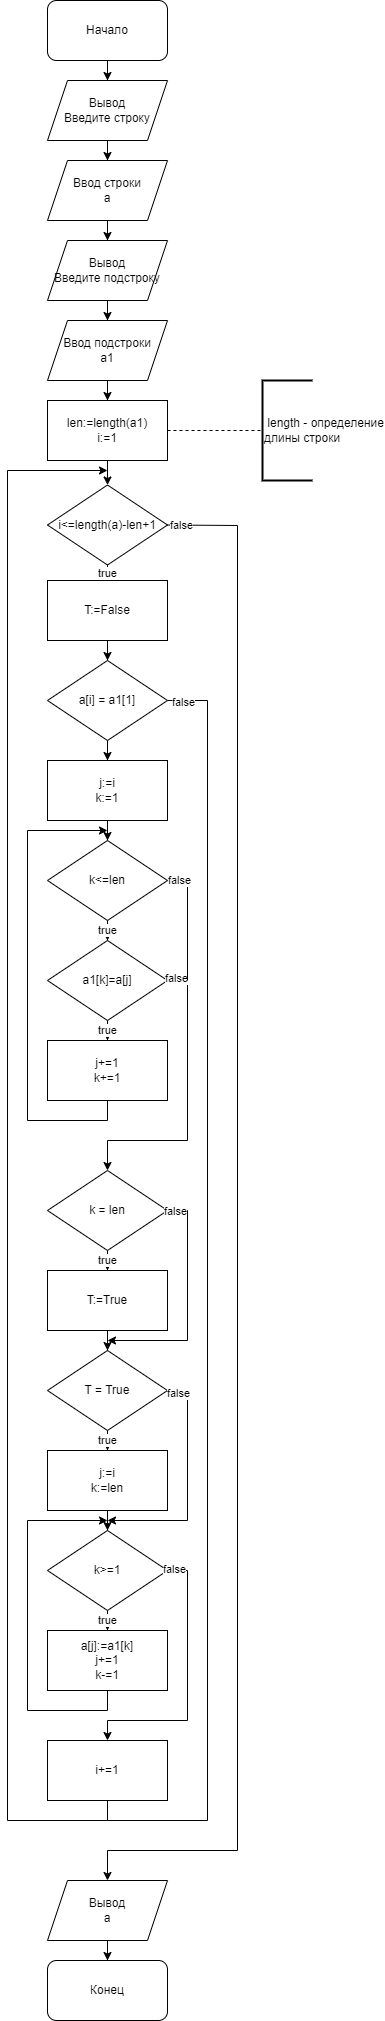 Начало
Вывод
Введите строку
Ввод строки
a
Вывод
Введите подстроку
Ввод подстроки
a1
len:=length(a1)
i:=1
length - определение
длины строки
i<=length(a)-len+1
false
true
T:=False
a[i] = a1[1]
false
j:=i
k:=1
k<=len
false
true
a1[k]=a[j]
false
true
j+=1
k+=1
k = len
false
true
T:=True
T = True
false
true
j:=i
k:=len
k>=1
false
true
a[j]:=a1[k]
j+=1
k-=1
i+=1
Вывод
a
Конец